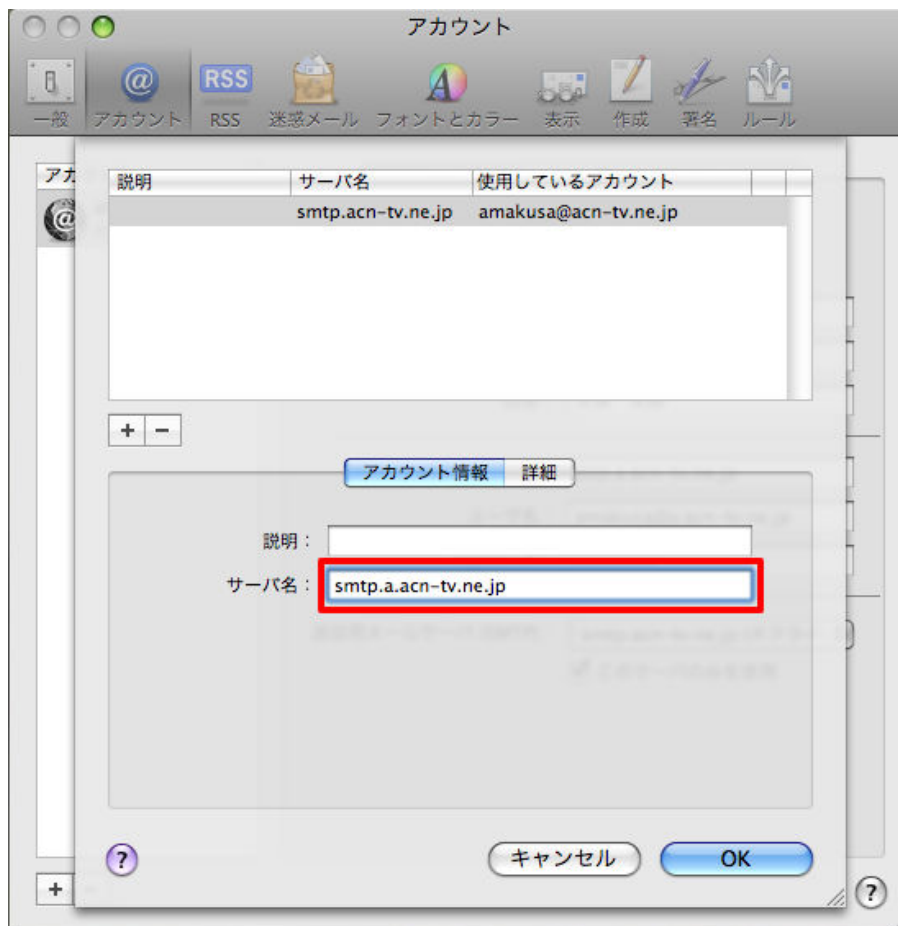 アカウント
@ RSS A
一般 アカウント RSS 迷惑メール フォントとカラー 表示 作成 署名 ルール
アカ
説明 サーバ名 使用しているアカウント
@
smtp.acn-tv.ne.jp amakusa@acn-tv.ne.jp
+ −
アカウント情報 詳細
説明：
サーバ名： smtp.a.acn-tv.ne.jp
? キャンセル OK
+ ?